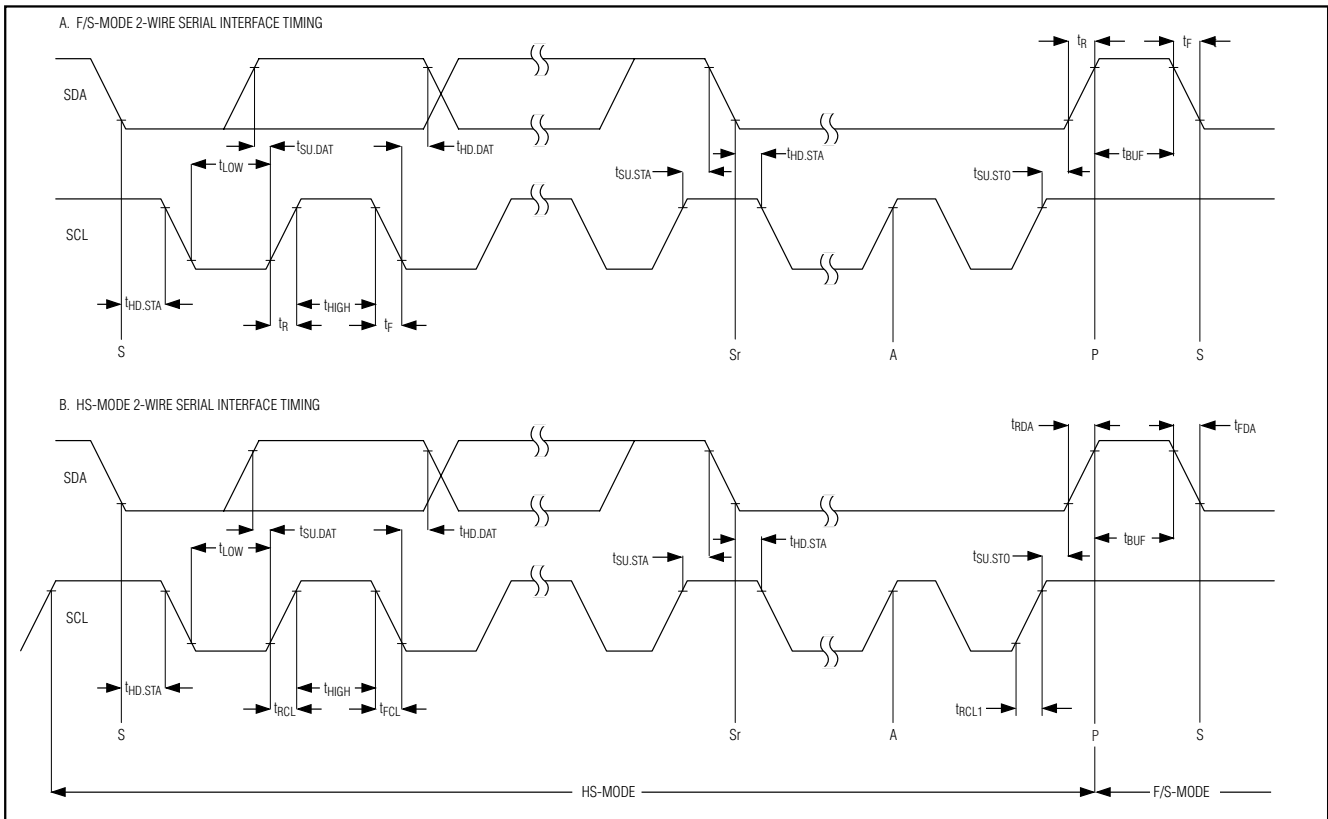 A. F/S-MODE 2-WIRE SERIAL INTERFACE TIMING
tR
tF
SDA
tSU.DAT
tHD.DAT
tLOW
tHD.STA
tBUF
tSU.STA
tSU.STO
SCL
tHD.STA
tR
tHIGH
tF
S
Sr
A
P
S
B. HS-MODE 2-WIRE SERIAL INTERFACE TIMING
tRDA
tFDA
SDA
tSU.DAT
tHD.DAT
tLOW
tHD.STA
tBUF
tSU.STA
tSU.STO
SCL
tHD.STA
tRCL
tHIGH
tFCL
tRCL1
S
Sr
A
P
S
HS-MODE
F/S-MODE